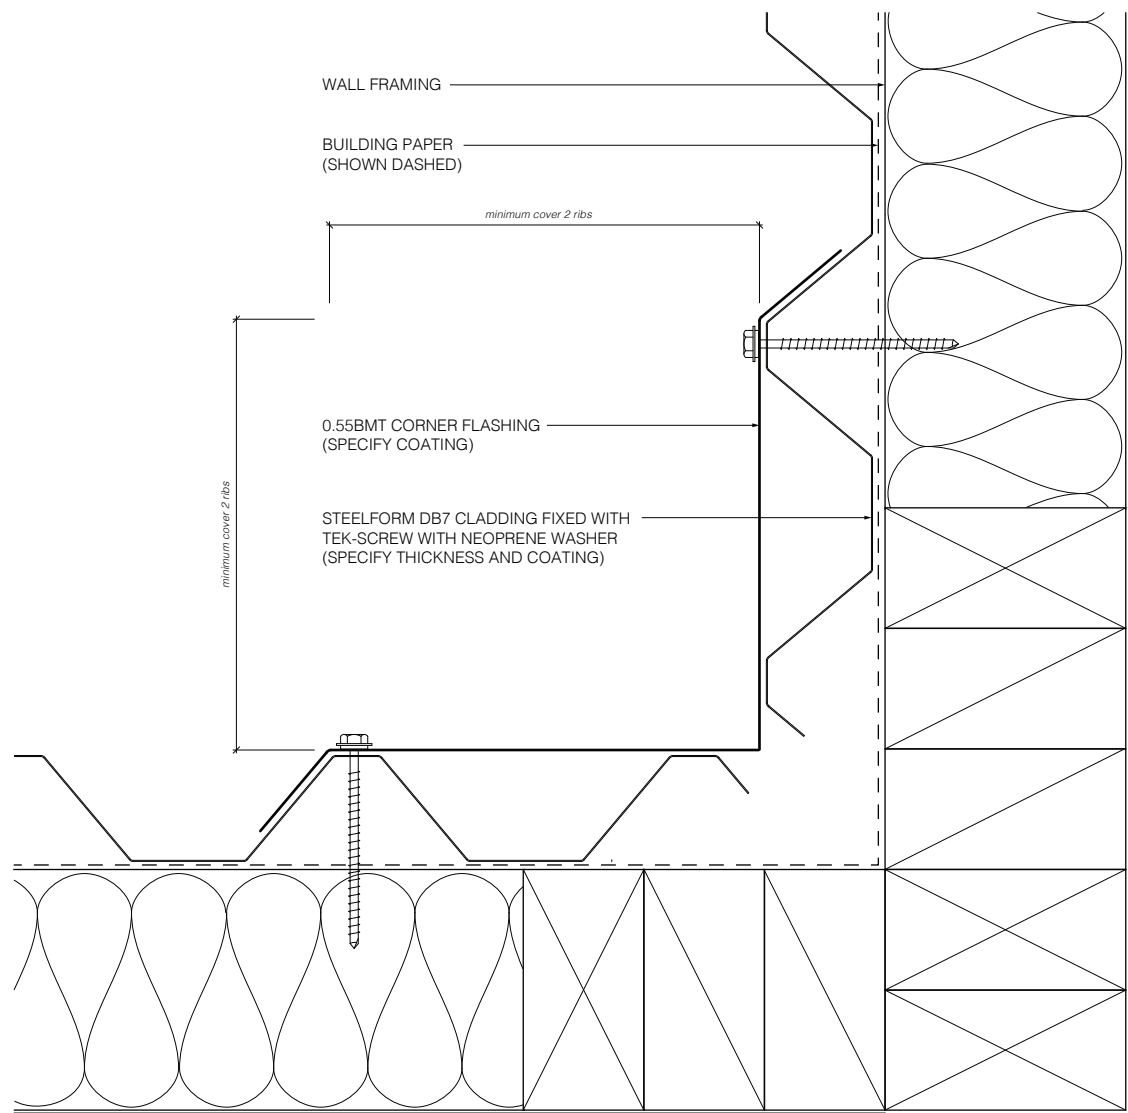 WALL FRAMING
BUILDING PAPER
(SHOWN DASHED)
minimum cover 2 ribs
0.55BMT CORNER FLASHING
(SPECIFY COATING)
minimum cover 2 ribs
STEELFORM DB7 CLADDING FIXED WITH
TEK-SCREW WITH NEOPRENE WASHER
(SPECIFY THICKNESS AND COATING)